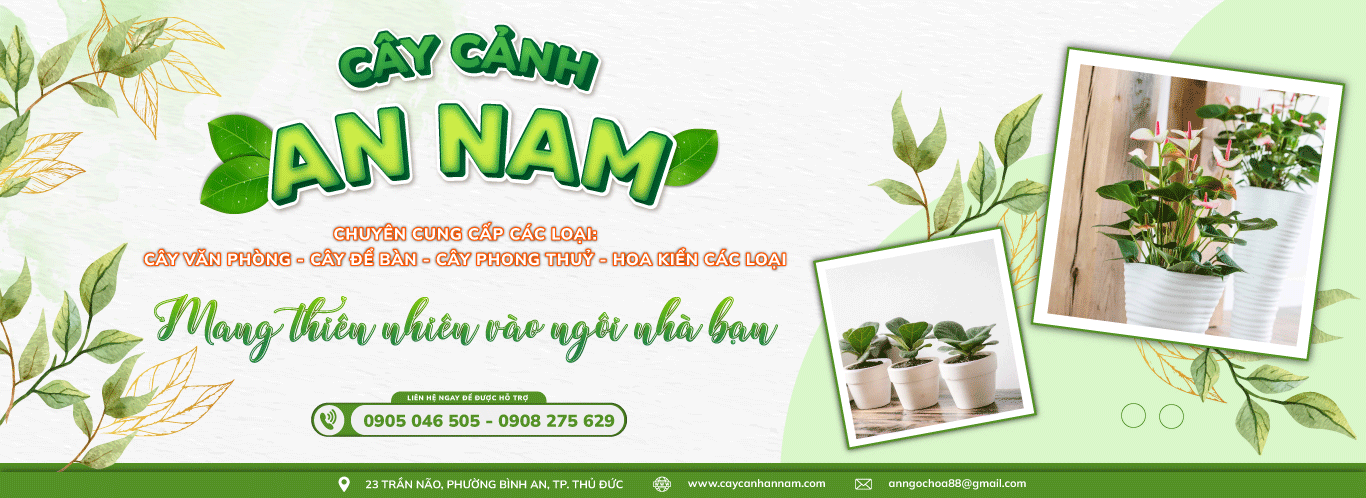 CÂY CẢNH
AN NAM
CHUYÊN CUNG CẤP CÁC LOẠI:
CÂY VĂN PHÒNG - CÂY ĐỂ BÀN - CÂY PHONG THUỶ - HOA KIỂN CÁC LOẠI
Mang thiên nhiên vào ngôi nhà bạn
LIÊN HỆ NGAY ĐỂ ĐƯỢC HỖ TRỢ
0905 046 505 - 0908 275 629
23 TRẦN NÃO, PHƯỜNG BÌNH AN, TP. THỦ ĐỨC
www.caycanhannam.com
anngochoa88@gmail.com